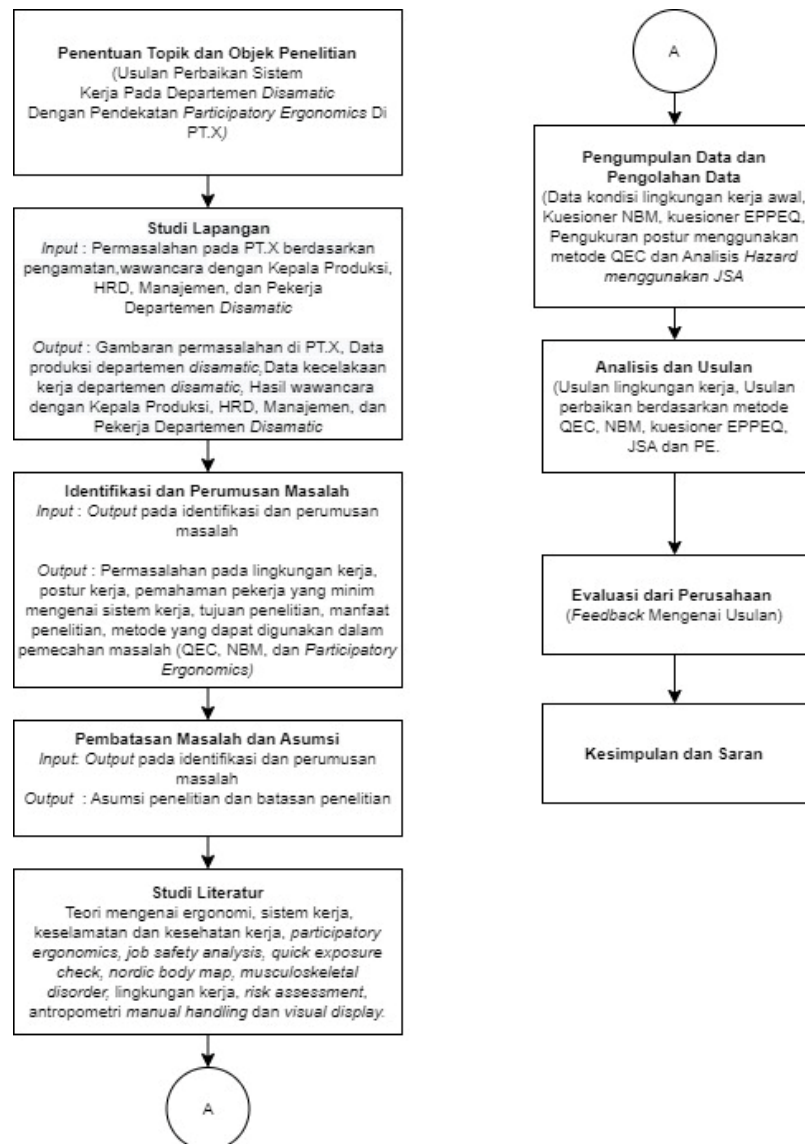 Penentuan Topik dan Objek Penelitian
(Usulan Perbaikan Sistem
Kerja Pada Departemen Disamatic
Dengan Pendekatan Participatory Ergonomics Di
PT.X)
Studi Lapangan
Input : Permasalahan pada PT.X berdasarkan
pengamatan,wawancara dengan Kepala Produksi,
HRD, Manajemen, dan Pekerja
Departemen Disamatic
Output : Gambaran permasalahan di PT.X, Data
produksi departemen disamatic,Data kecelakaan
kerja departemen disamatic, Hasil wawancara
dengan Kepala Produksi, HRD, Manajemen, dan
Pekerja Departemen Disamatic
Identifikasi dan Perumusan Masalah
Input : Output pada identifikasi dan perumusan
masalah
Output : Permasalahan pada lingkungan kerja,
postur kerja, pemahaman pekerja yang minim
mengenai sistem kerja, tujuan penelitian, manfaat
penelitian, metode yang dapat digunakan dalam
pemecahan masalah (QEC, NBM, dan Participatory
Ergonomics)
Pembatasan Masalah dan Asumsi
Input: Output pada identifikasi dan perumusan
masalah
Output : Asumsi penelitian dan batasan penelitian
Studi Literatur
Teori mengenai ergonomi, sistem kerja,
keselamatan dan kesehatan kerja, participatory
ergonomics, job safety analysis, quick exposure
check, nordic body map, musculoskeletal
disorder, lingkungan kerja, risk assessment,
antropometri manual handling dan visual display.
A
A
Pengumpulan Data dan
Pengolahan Data
(Data kondisi lingkungan kerja awal,
Kuesioner NBM, kuesioner EPPEQ,
Pengukuran postur menggunakan
metode QEC dan Analisis Hazard
menggunakan JSA
Analisis dan Usulan
(Usulan lingkungan kerja, Usulan
perbaikan berdasarkan metode
QEC, NBM, kuesioner EPPEQ,
JSA dan PE.
Evaluasi dari Perusahaan
(Feedback Mengenai Usulan)
Kesimpulan dan Saran